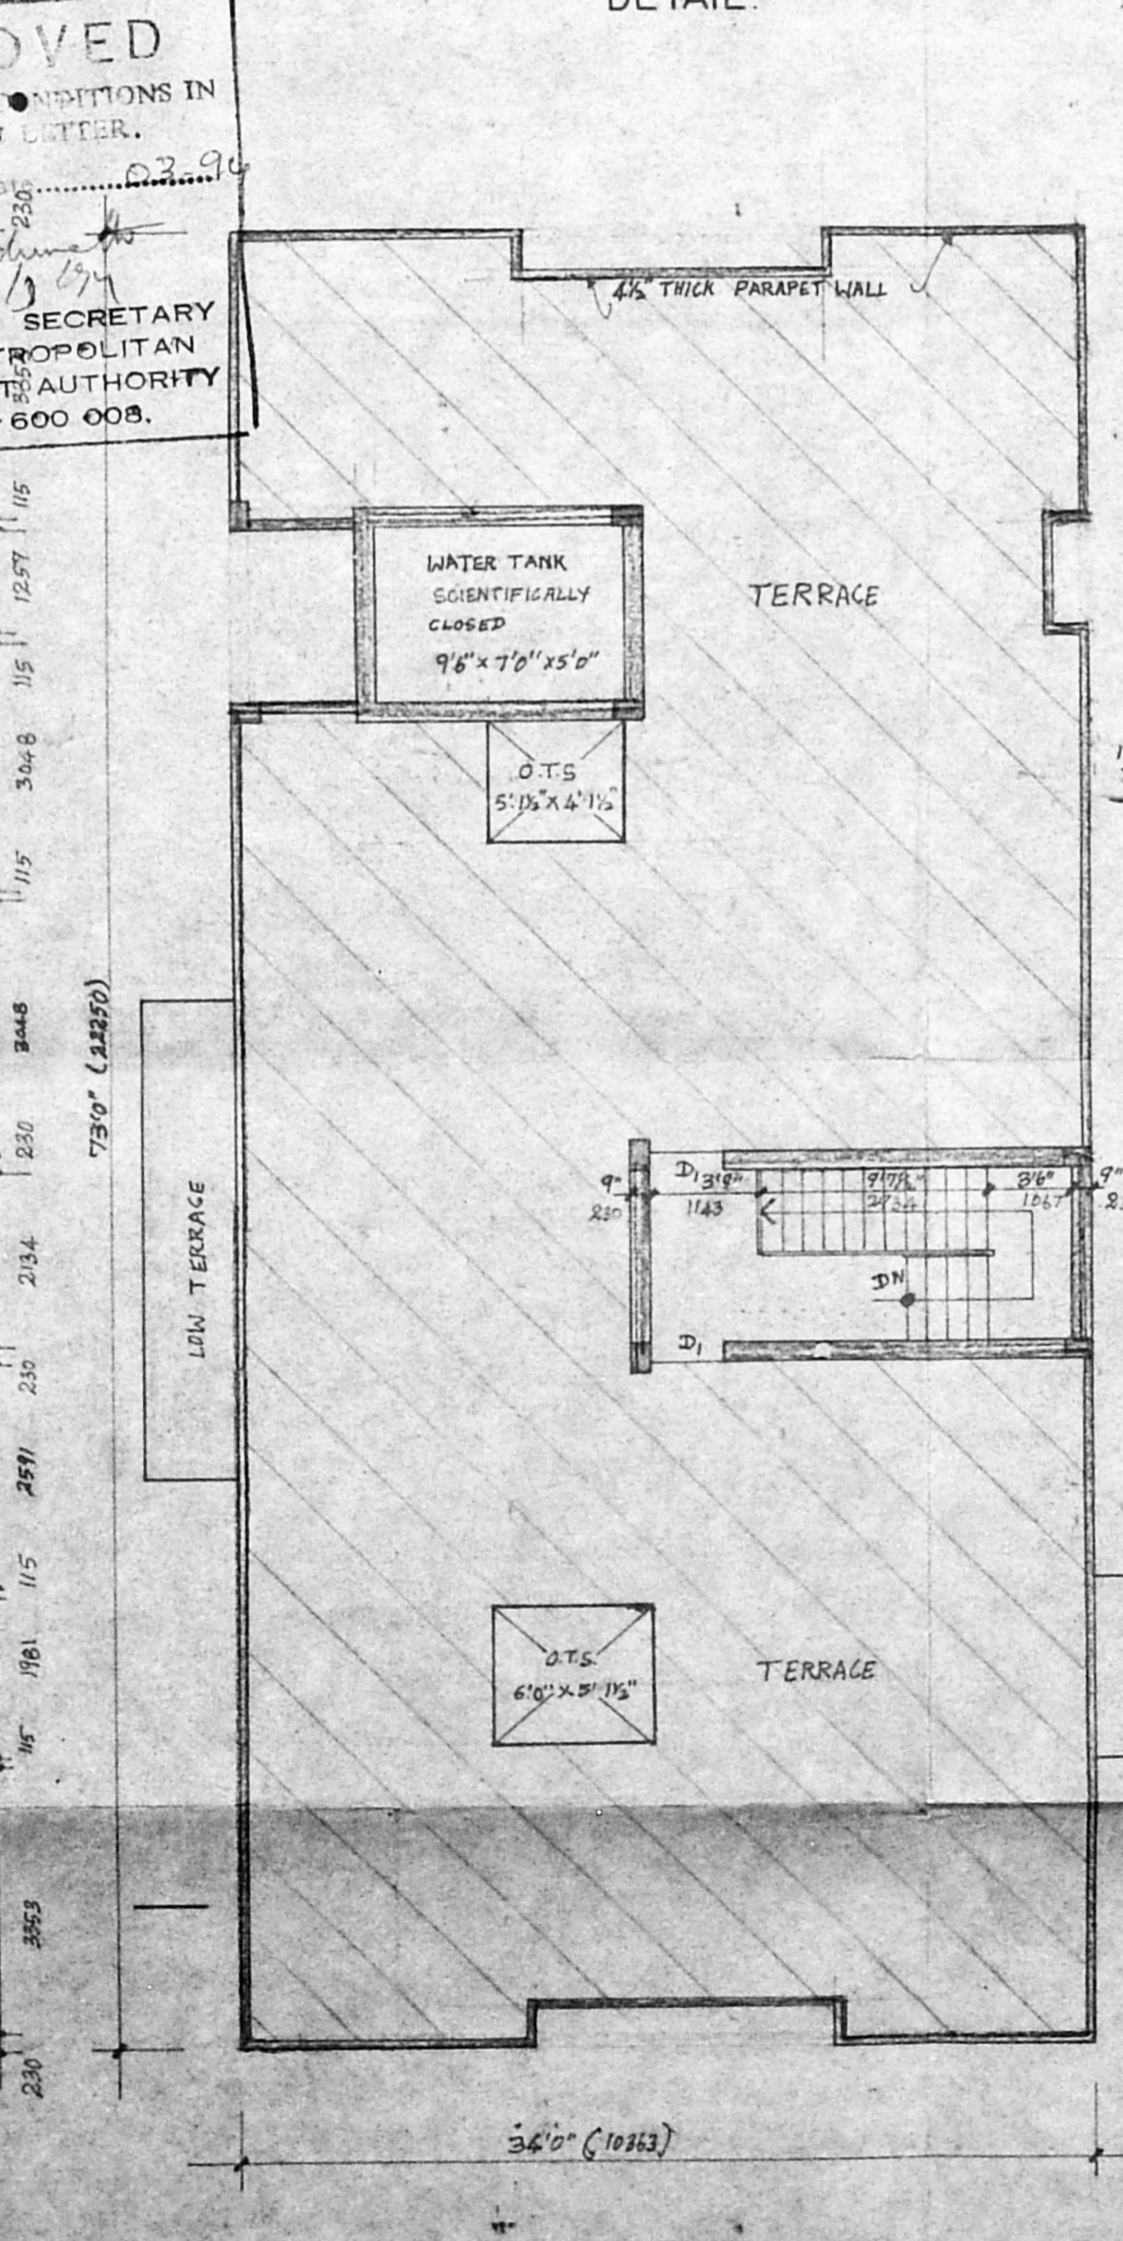 DETAIL.
OVED
CONDITIONS IN
LETTER.
03-94
SECRETARY
TROPOLITAN
T AUTHORITY
600 008.
4½" THICK PARAPET WALL
WATER TANK
SCIENTIFICALLY
CLOSED
9'6" x 7'0" x 5'0"
TERRACE
O.T.S
5'1½" x 4'1½"
230
3353
115
1257
115
3048
115
3048
230
2134
230
2591
115
1981
115
3353
230
73'0" (22250)
LOW TERRACE
9"
230
D1
3'9"
1143
9'7½"
2934
3'6"
1067
9"
DN
D1
O.T.S.
6'0" x 5'1½"
TERRACE
34'0" (10363)